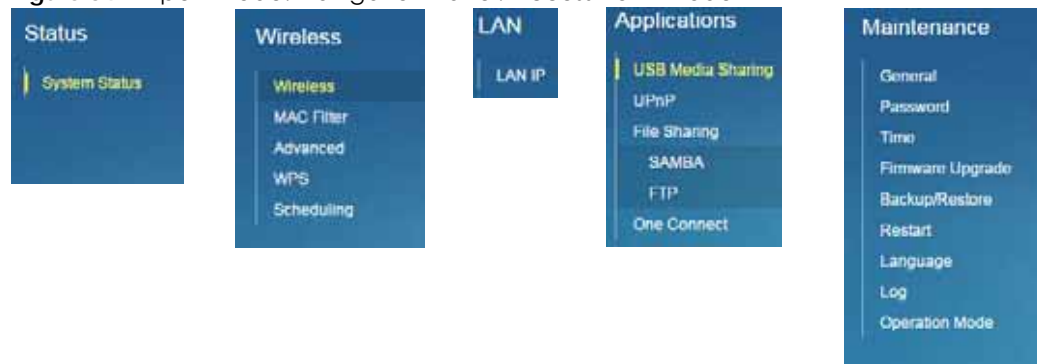 Status
System Status
Wireless
Wireless
MAC Filter
Advanced
WPS
Scheduling
LAN
LAN IP
Applications
USB Media Sharing
UPnP
File Sharing
SAMBA
FTP
One Connect
Maintenance
General
Password
Time
Firmware Upgrade
Backup/Restore
Restart
Language
Log
Operation Mode